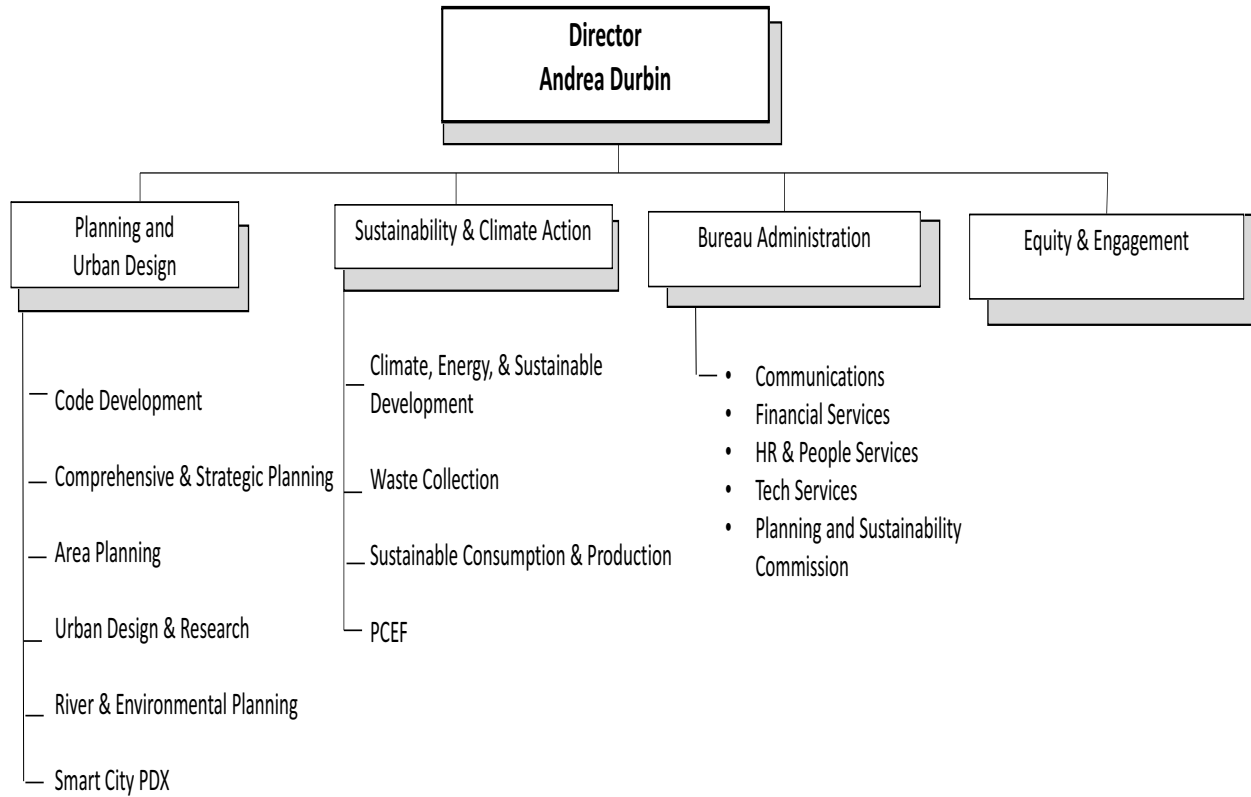 Director
Andrea Durbin
Planning and
Urban Design
Code Development
Comprehensive & Strategic Planning
Area Planning
Urban Design & Research
River & Environmental Planning
Smart City PDX
Sustainability & Climate Action
Climate, Energy, & Sustainable
Development
Waste Collection
Sustainable Consumption & Production
PCEF
Bureau Administration
• Communications
• Financial Services
• HR & People Services
• Tech Services
• Planning and Sustainability
Commission
Equity & Engagement